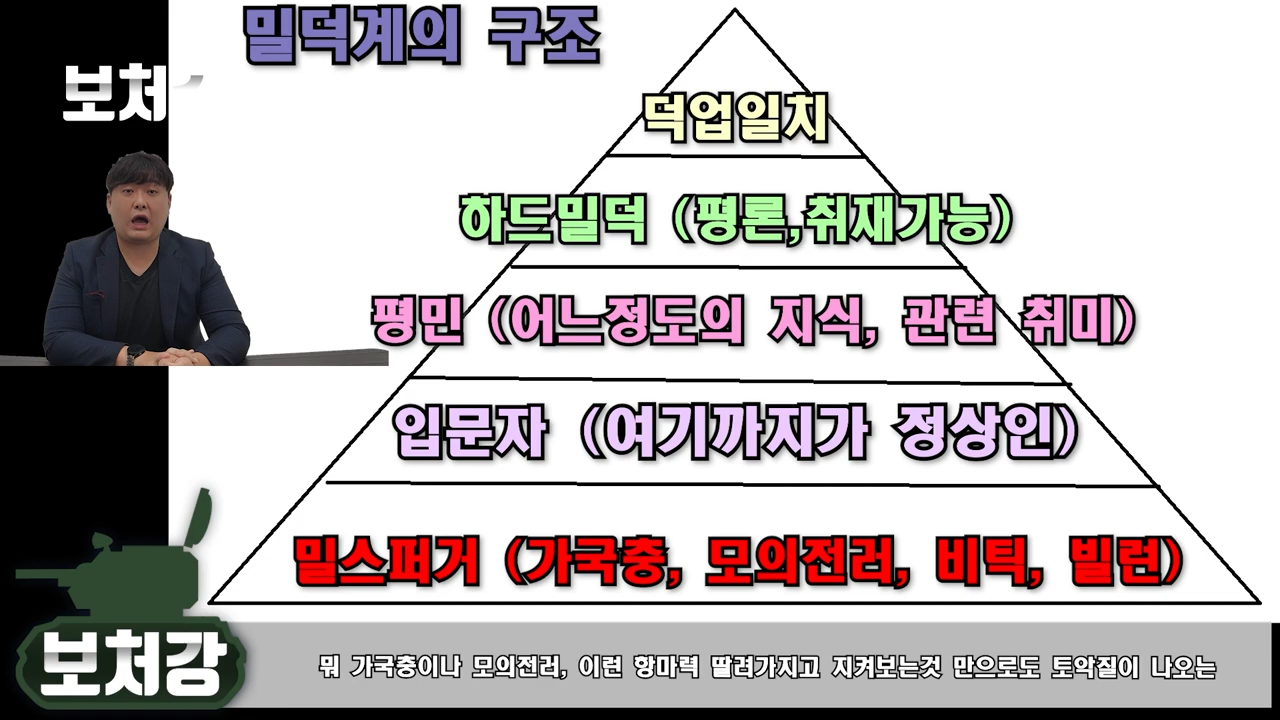 밀덕계의 구조
보처
덕업일치
하드밀덕 (평론,취재가능)
평민 (어느정도의 지식, 관련 취미)
입문자 (여기까지가 정상인)
밀스퍼거 (가국충, 모의전러, 비틱, 빌런)
보처강
뭐 가국충이나 모의전러, 이런 항마력 딸려가지고 지켜보는것 만으로도 토악질이 나오는